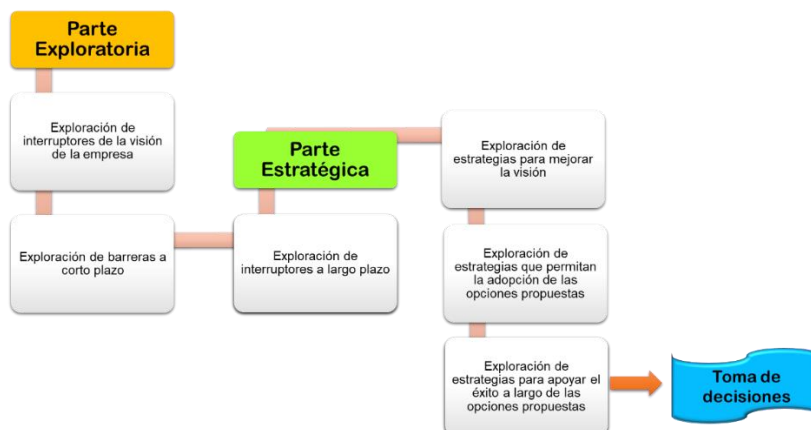 Parte
Exploratoria
Exploración de
interruptores de la visión
de la empresa
Exploración de barreras a
corto plazo
Exploración de
interruptores a largo plazo
Parte
Estratégica
Exploración de
estrategias para mejorar
la visión
Exploración de
estrategias que permitan
la adopción de las
opciones propuestas
Exploración de
estrategias para apoyar el
éxito a largo de las
opciones propuestas
Toma de
decisiones